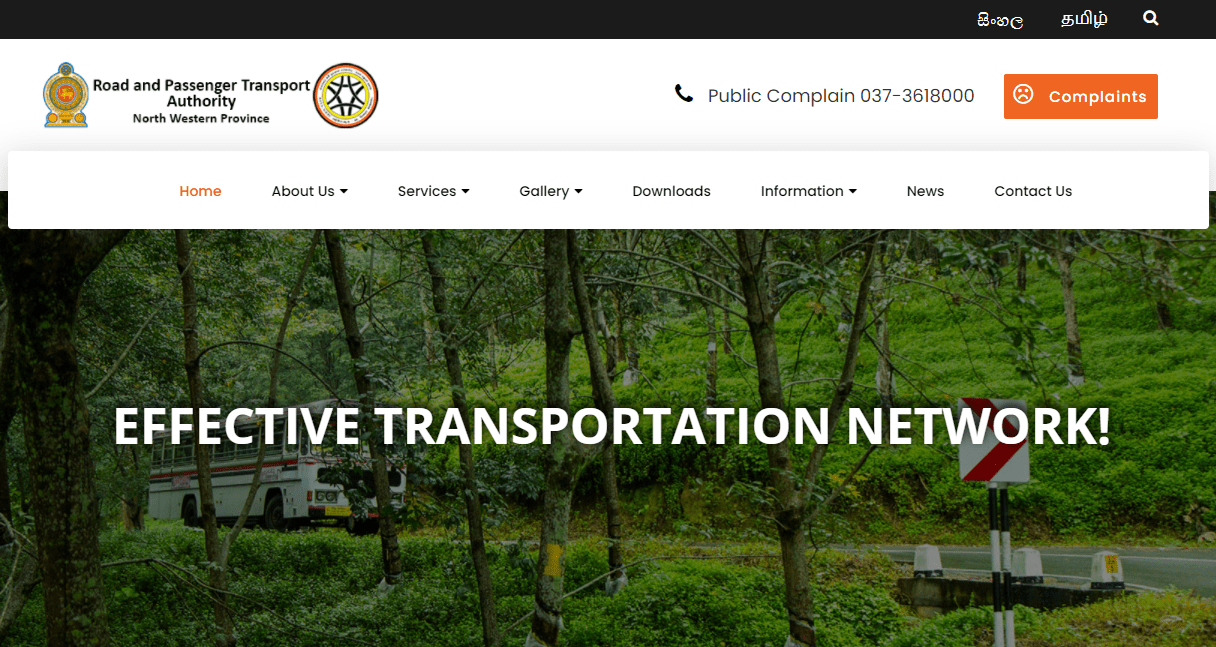 සිංහල
தமிழ்
Road and Passenger Transport
Authority
North Western Province
Public Complain 037-3618000
Complaints
Home
About Us
Services
Gallery
Downloads
Information
News
Contact Us
EFFECTIVE TRANSPORTATION NETWORK!